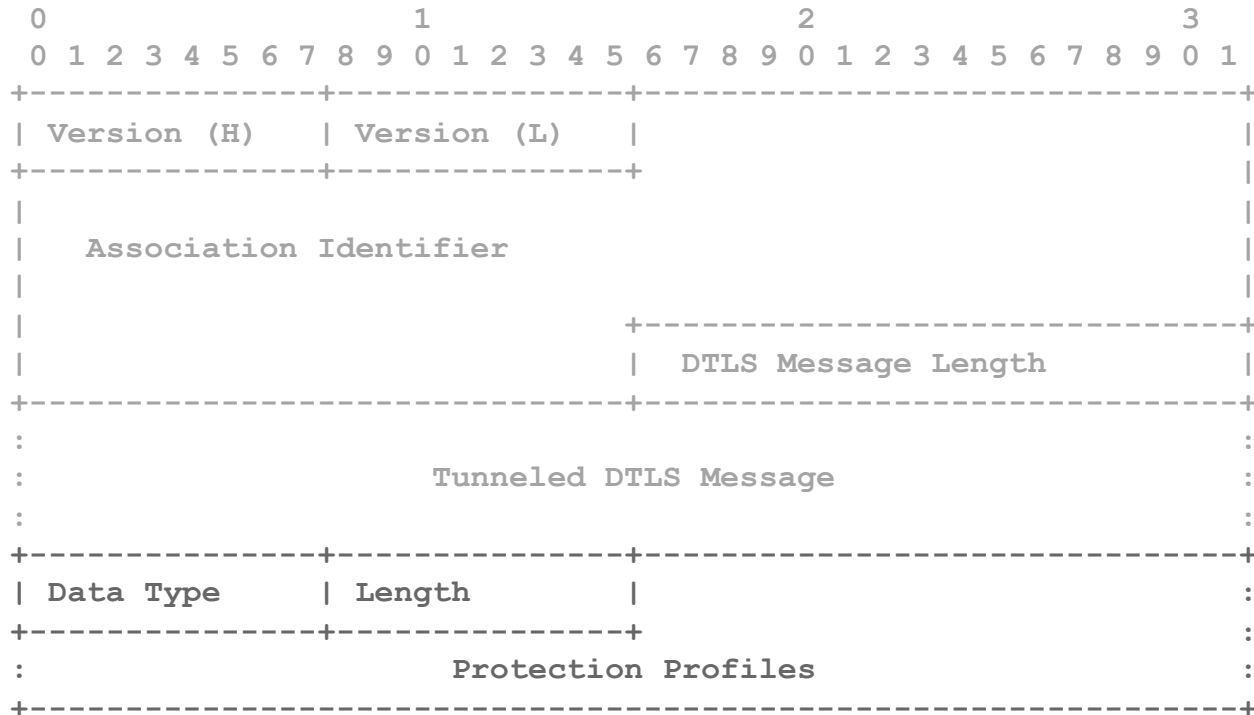 0                   1                   2                   3
0 1 2 3 4 5 6 7 8 9 0 1 2 3 4 5 6 7 8 9 0 1 2 3 4 5 6 7 8 9 0 1
+---------------+---------------+-------------------------------+
| Version (H)   | Version (L)   |                               |
+---------------+---------------+                               |
|                                                               |
|   Association Identifier                                      |
|                                                               |
|                               +-------------------------------+
|                               |  DTLS Message Length          |
+-------------------------------+-------------------------------+
:                                                               :
:                     Tunneled DTLS Message                     :
:                                                               :
+---------------+---------------+-------------------------------+
| Data Type     | Length        |                               :
+---------------+---------------+                               :
:                      Protection Profiles                      :
+---------------------------------------------------------------+